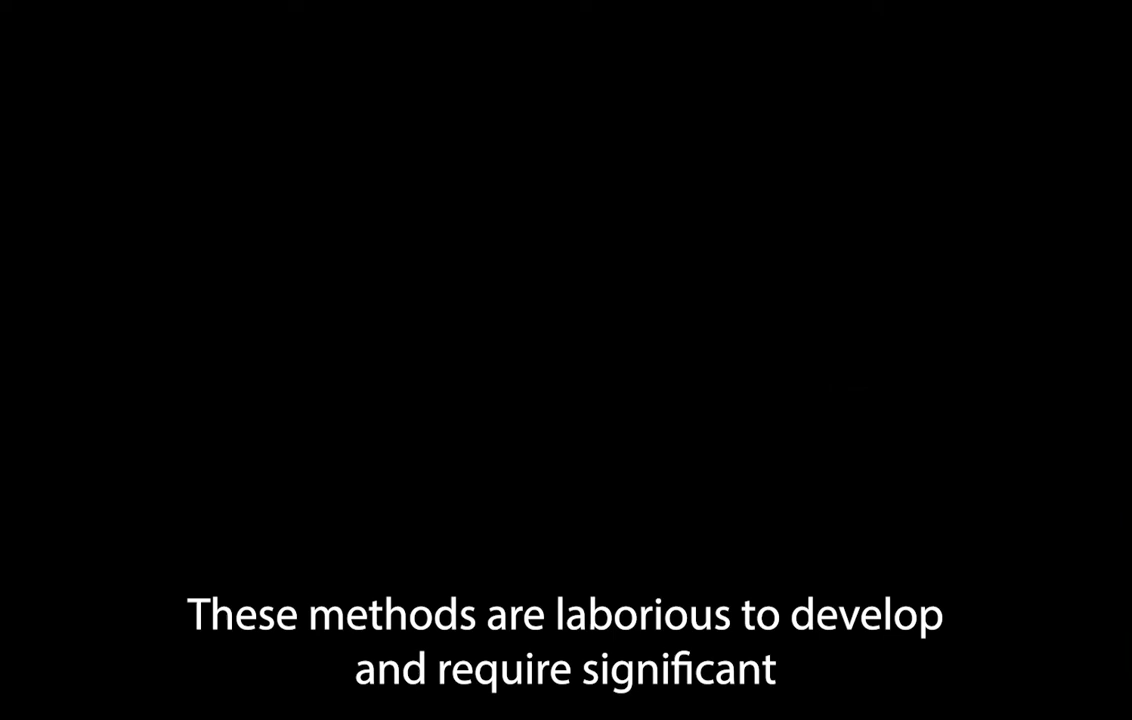 These methods are laborious to develop
and require significant